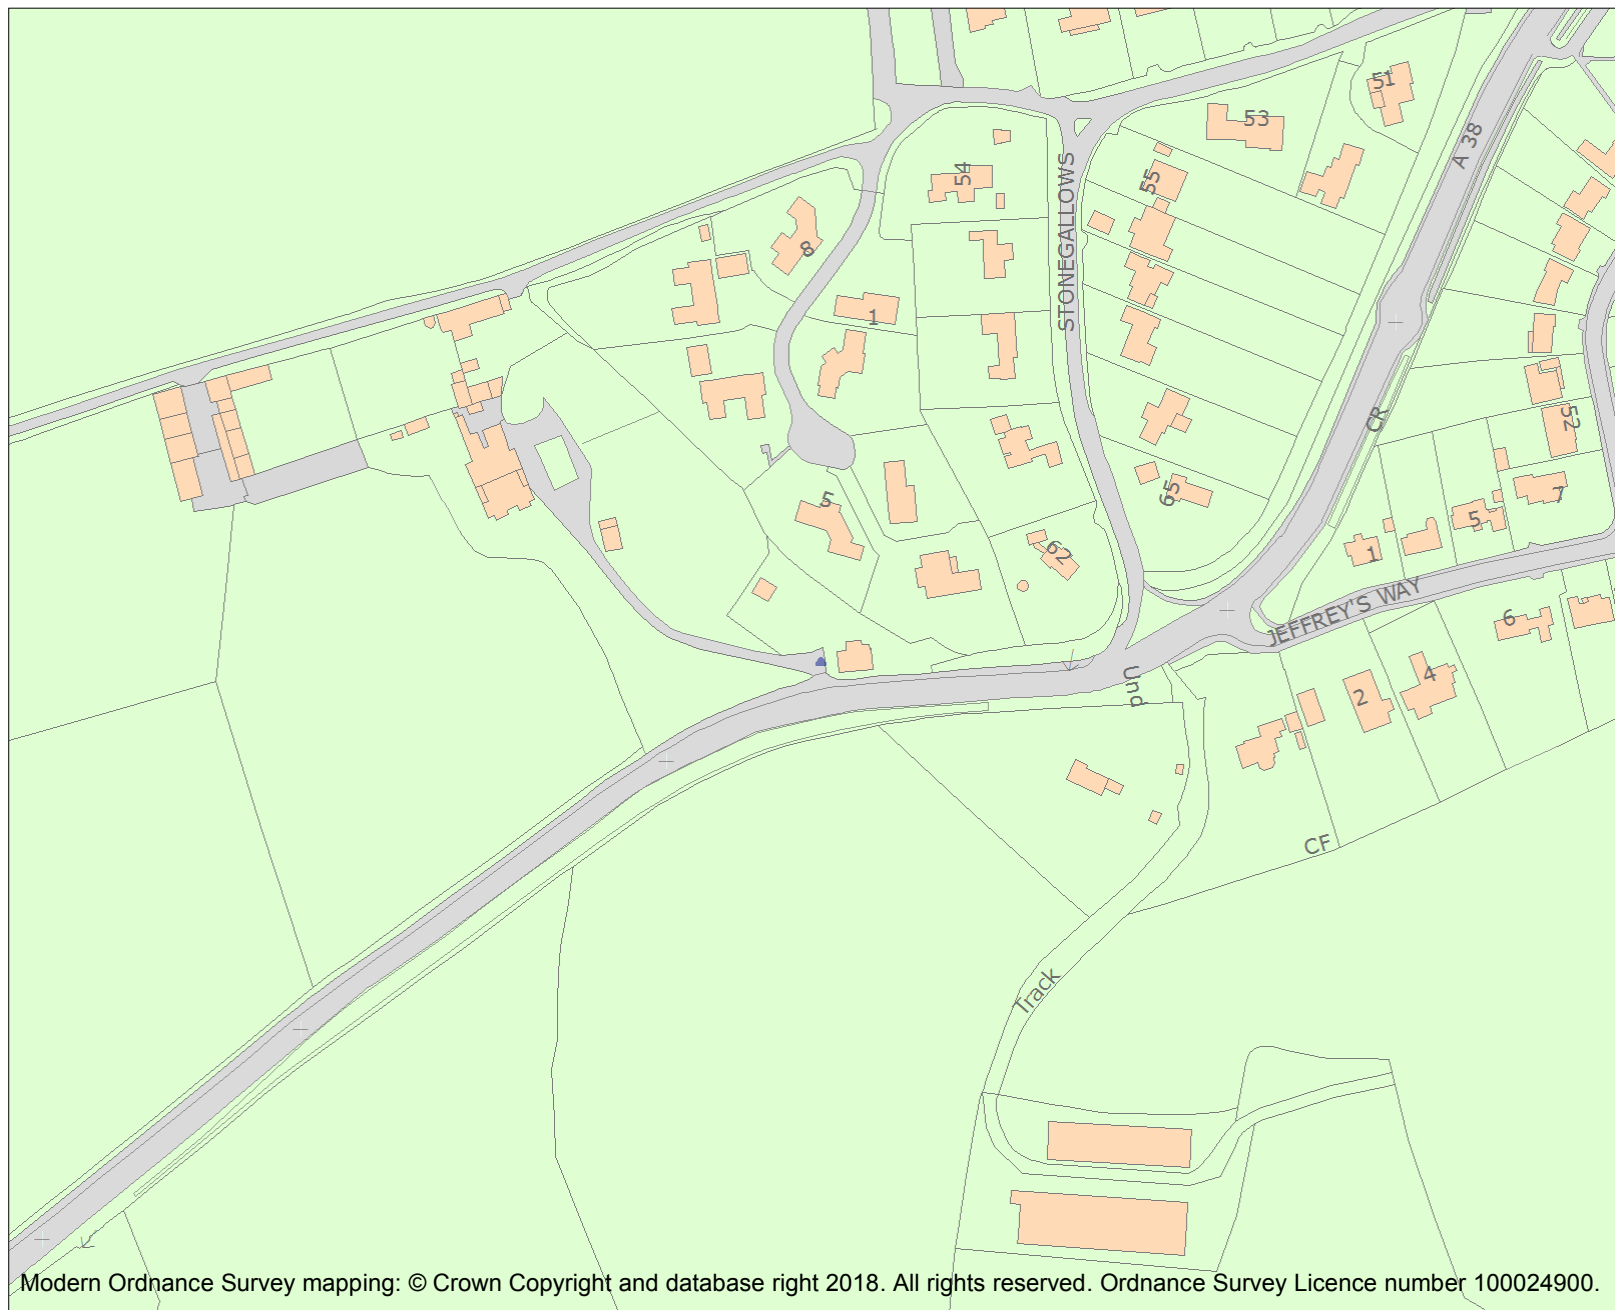 51
53
A 38
54
STONEGALLOWS
55
8
1
CR
52
65
5
7
5
62
1
JEFFREY'S WAY
6
Und
2
4
CF
Track
Modern Ordnance Survey mapping: © Crown Copyright and database right 2018. All rights reserved. Ordnance Survey Licence number 100024900.